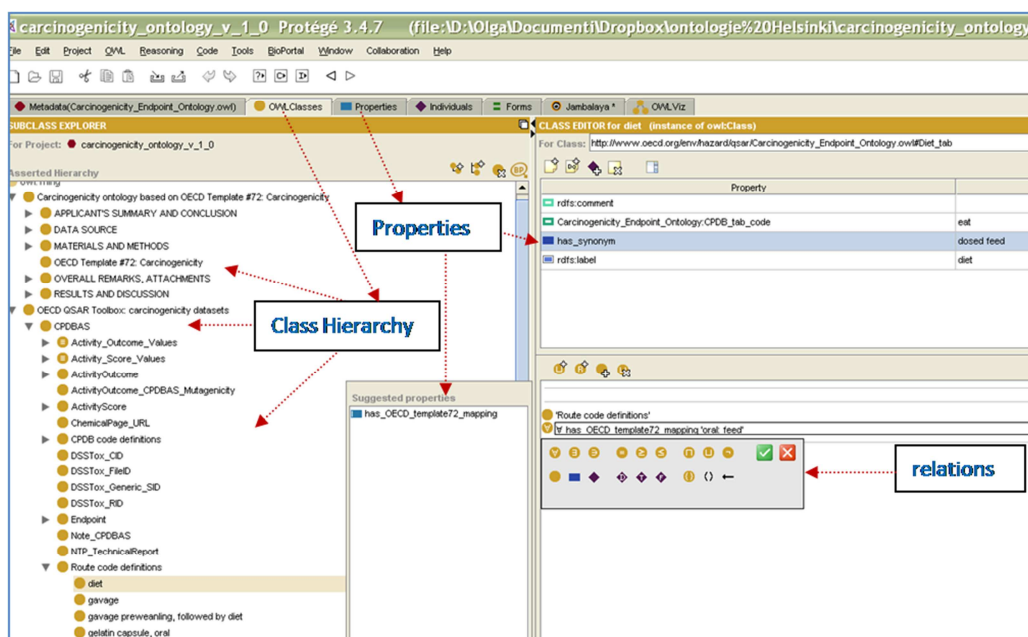 carcinogenicity_ontology_v_1_0 Protégé 3.4.7 (file:D:\Olga\Documenti\Dropbox\ontologie%20Helsinki\carcinogenicity_ontology
File Edit Project OWL Reasoning Code Tools BioPortal Window Collaboration Help
Metadata(Carcinogenicity_Endpoint_Ontology.owl) OWLClasses Properties Individuals Forms Jambalaya * OWLViz
SUBCLASS EXPLORER
For Project: carcinogenicity_ontology_v_1_0
Asserted Hierarchy
owl:Thing
Carcinogenicity ontology based on OECD Template #72: Carcinogenicity
APPLICANT'S SUMMARY AND CONCLUSION
DATA SOURCE
MATERIALS AND METHODS
OECD Template #72: Carcinogenicity
OVERALL REMARKS, ATTACHMENTS
RESULTS AND DISCUSSION
OECD QSAR Toolbox: carcinogenicity datasets
CPDBAS
Activity_Outcome_Values
Activity_Score_Values
ActivityOutcome
ActivityOutcome_CPDBAS_Mutagenicity
ActivityScore
ChemicalPage_URL
CPDB code definitions
DSSTox_CID
DSSTox_FileID
DSSTox_Generic_SID
DSSTox_RID
Endpoint
Note_CPDBAS
NTP_TechnicalReport
Route code definitions
diet
gavage
gavage preweanling, followed by diet
gelatin capsule, oral
Properties
Class Hierarchy
Suggested properties
has_OECD_template72_mapping
CLASS EDITOR for diet (instance of owl:Class)
For Class: http://www.oecd.org/env/hazard/qsar/Carcinogenicity_Endpoint_Ontology.owl#Diet_tab
Property
rdfs:comment
Carcinogenicity_Endpoint_Ontology:CPDB_tab_code eat
has_synonym dosed feed
rdfs:label diet
'Route code definitions'
∀ has_OECD_template72_mapping 'oral: feed'
relations